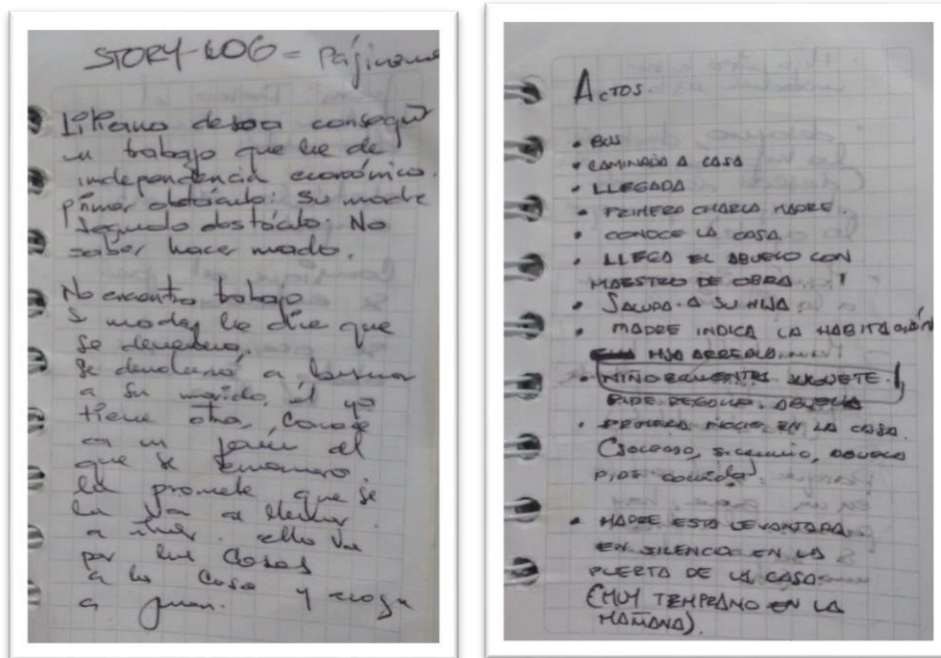 STORY-LOG = Página
Liliana desea conseguir
un trabajo que le de
independencia económico.
primer obstáculo: Su madre
Segundo obstáculo: No
saber hacer nada.
No encontro trabajo
Su madre le dice que
se
se a buscar
a su marido, él ya
tiene otra, conoce
a un joven del
que se enamoro
le promete que se
la va a llevar
a vivir. ella va
por las cosas
a la casa y recoge
a Juan.
ACTOS.
• BUS
• CAMINADA A CASA
• LLEGADA
• PRIMERA CHARLA MADRE.
• CONOCE LA CASA
• LLEGA EL ABUELO CON
MAESTRO DE OBRA
• SALUDA A SU HIJA
• MADRE INDICA LA HABITACIÓN
HIJA ARREGLA
• NIÑO ENCUENTRA JUGUETE.
PIDE REGALO. ABUELO
• PRIMERA NOCHE EN LA CASA.
(SOCORRO, SILENCIO, ABUELO
PIDE COMIDA)
• MADRE ESTA LEVANTADA
EN SILENCIO EN LA
PUERTA DE LA CASA.
(MUY TEMPRANO EN LA
MAÑANA).